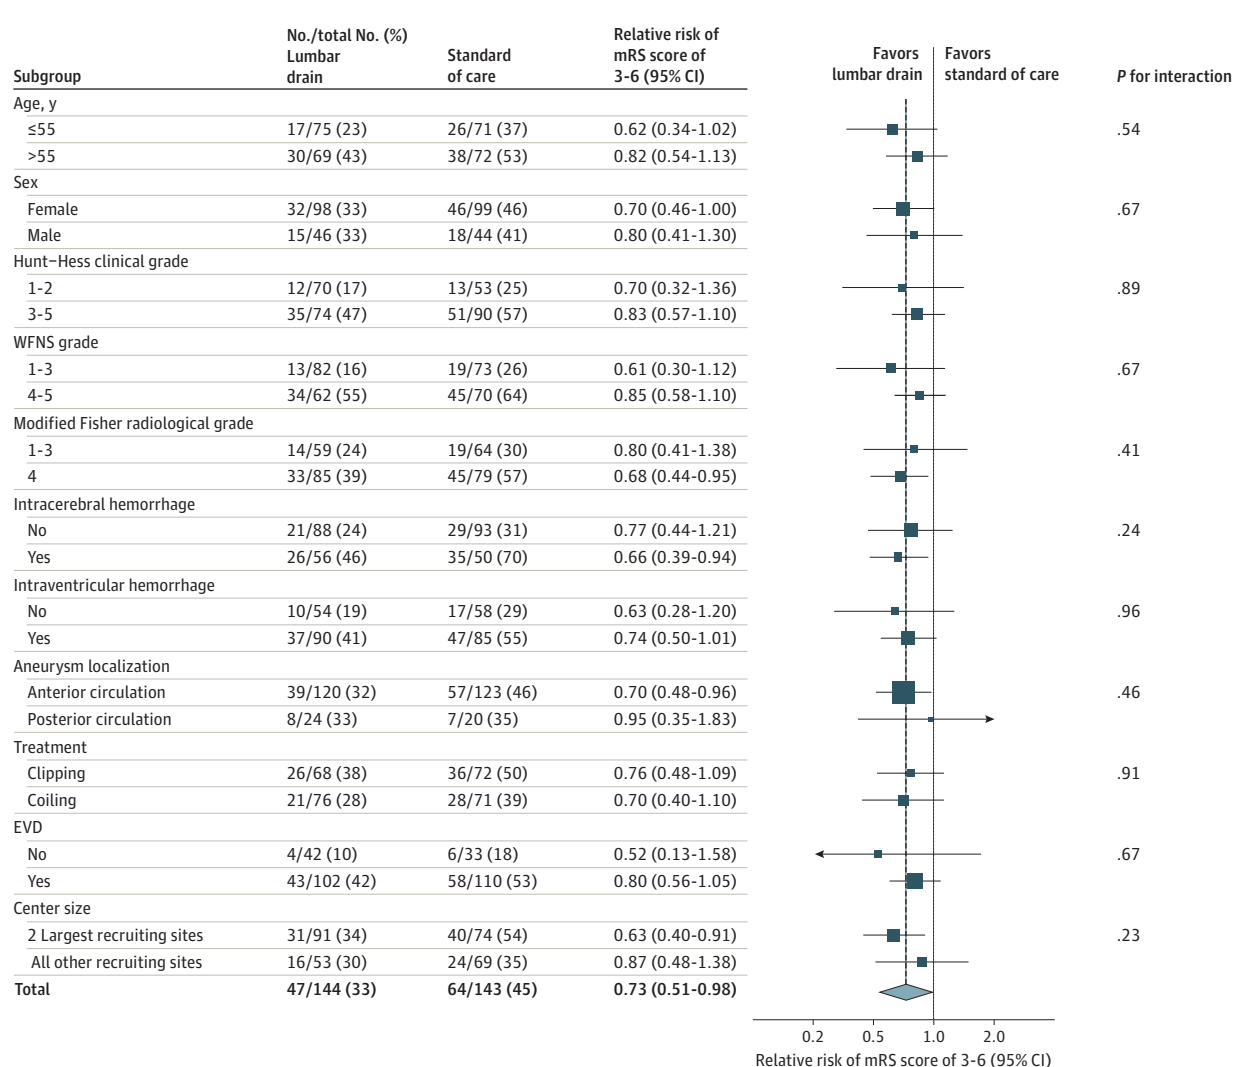 No./total No. (%)
Relative risk of
mRS score of
3-6 (95% CI)
Subgroup
Lumbar
drain
Standard
of care
Favors
lumbar drain
Favors
standard of care
P for interaction
Age, y
≤55 17/75 (23) 26/71 (37) 0.62 (0.34-1.02) .54
>55 30/69 (43) 38/72 (53) 0.82 (0.54-1.13)
Sex
Female 32/98 (33) 46/99 (46) 0.70 (0.46-1.00) .67
Male 15/46 (33) 18/44 (41) 0.80 (0.41-1.30)
Hunt-Hess clinical grade
1-2 12/70 (17) 13/53 (25) 0.70 (0.32-1.36) .89
3-5 35/74 (47) 51/90 (57) 0.83 (0.57-1.10)
WFNS grade
1-3 13/82 (16) 19/73 (26) 0.61 (0.30-1.12) .67
4-5 34/62 (55) 45/70 (64) 0.85 (0.58-1.10)
Modified Fisher radiological grade
1-3 14/59 (24) 19/64 (30) 0.80 (0.41-1.38) .41
4 33/85 (39) 45/79 (57) 0.68 (0.44-0.95)
Intracerebral hemorrhage
No 21/88 (24) 29/93 (31) 0.77 (0.44-1.21) .24
Yes 26/56 (46) 35/50 (70) 0.66 (0.39-0.94)
Intraventricular hemorrhage
No 10/54 (19) 17/58 (29) 0.63 (0.28-1.20) .96
Yes 37/90 (41) 47/85 (55) 0.74 (0.50-1.01)
Aneurysm localization
Anterior circulation 39/120 (32) 57/123 (46) 0.70 (0.48-0.96) .46
Posterior circulation 8/24 (33) 7/20 (35) 0.95 (0.35-1.83)
Treatment
Clipping 26/68 (38) 36/72 (50) 0.76 (0.48-1.09) .91
Coiling 21/76 (28) 28/71 (39) 0.70 (0.40-1.10)
EVD
No 4/42 (10) 6/33 (18) 0.52 (0.13-1.58) .67
Yes 43/102 (42) 58/110 (53) 0.80 (0.56-1.05)
Center size
2 Largest recruiting sites 31/91 (34) 40/74 (54) 0.63 (0.40-0.91) .23
All other recruiting sites 16/53 (30) 24/69 (35) 0.87 (0.48-1.38)
Total 47/144 (33) 64/143 (45) 0.73 (0.51-0.98)
0.2 0.5 1.0 2.0
Relative risk of mRS score of 3-6 (95% CI)